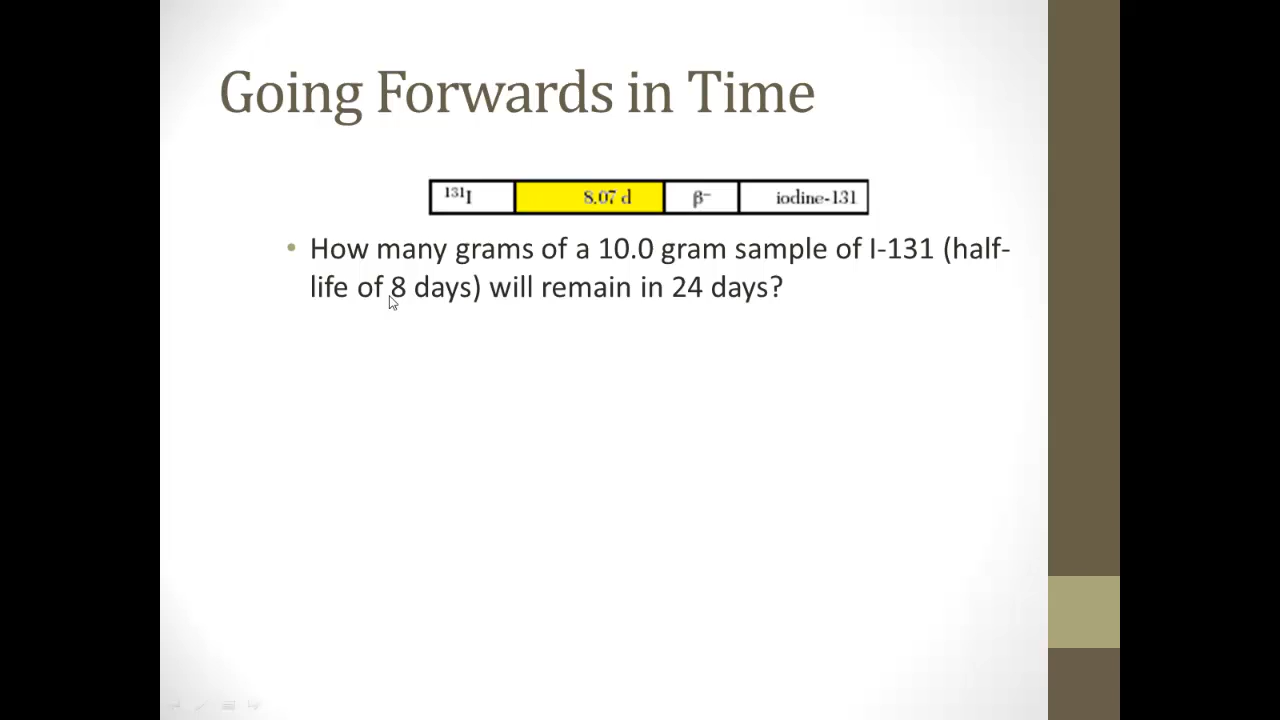 Going Forwards in Time
¹³¹I 8.07 d β⁻ iodine-131
• How many grams of a 10.0 gram sample of I-131 (half-
life of 8 days) will remain in 24 days?